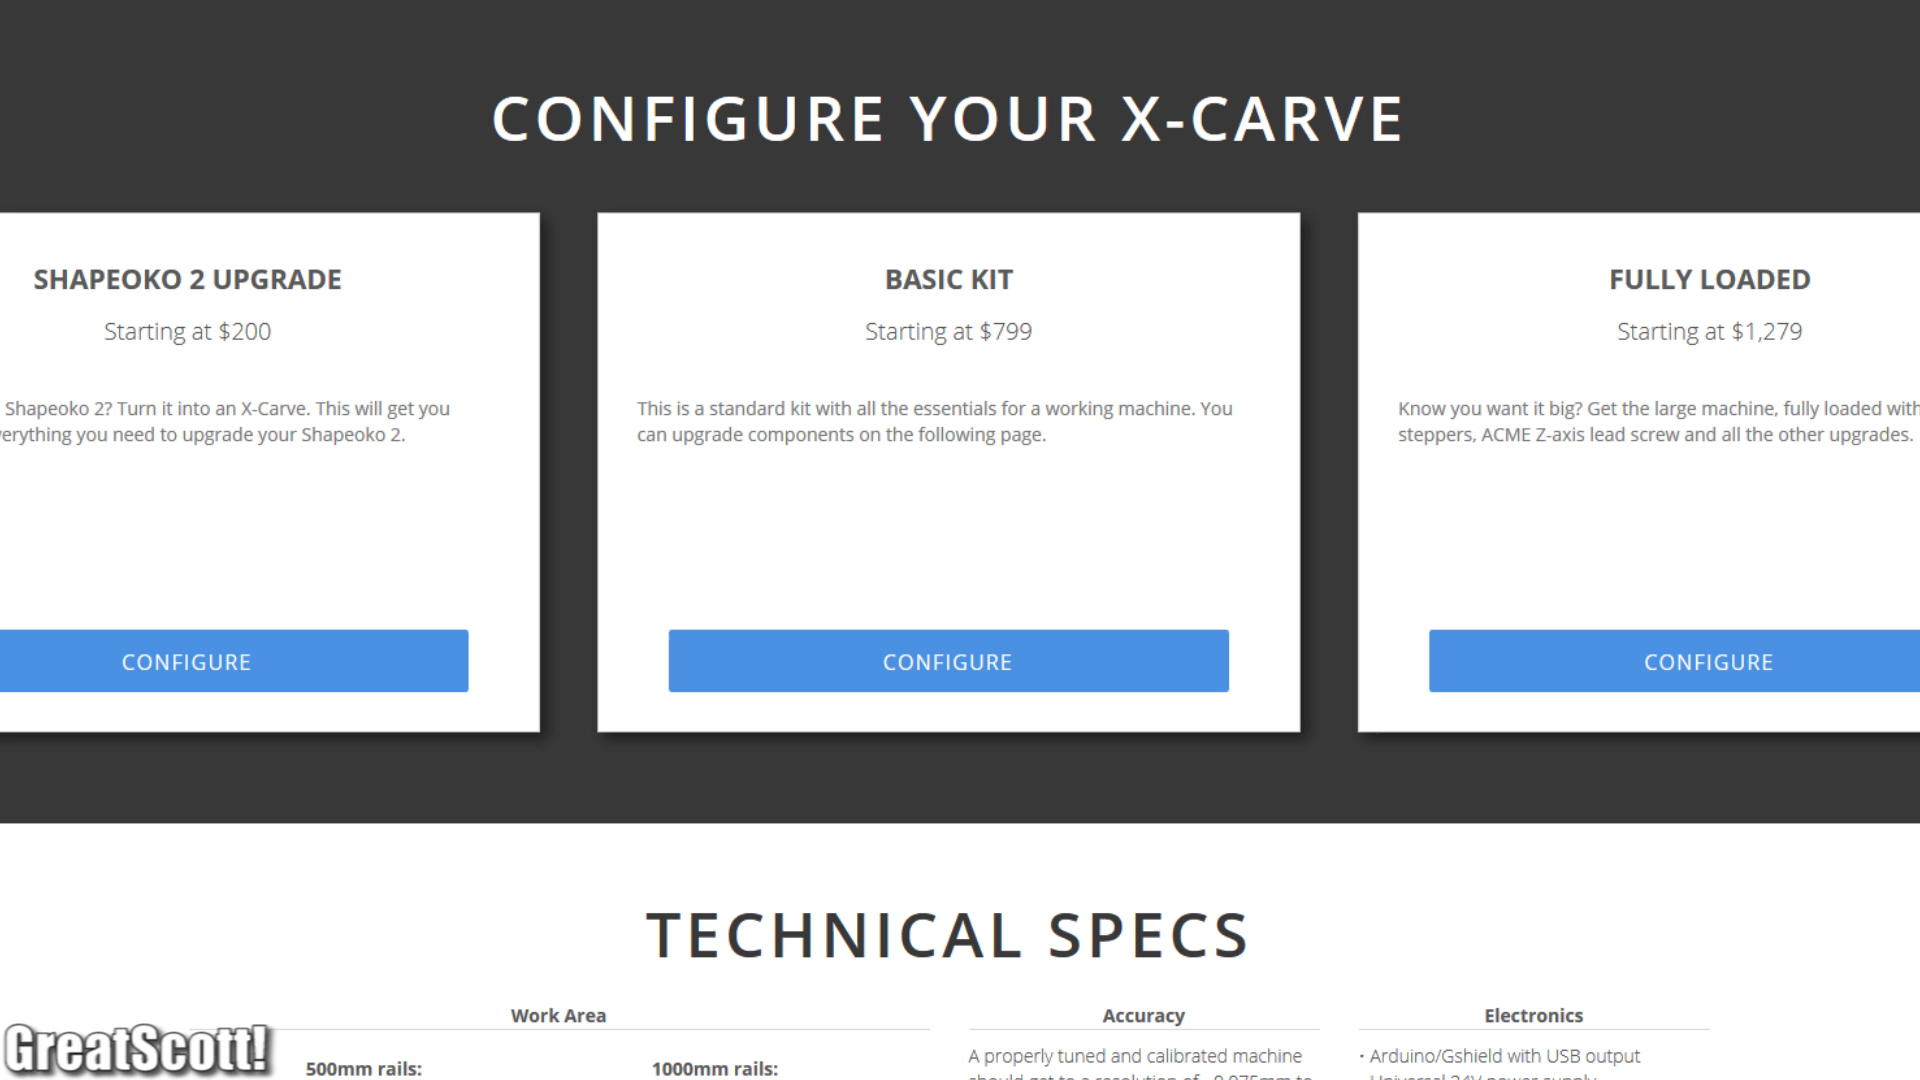 CONFIGURE YOUR X-CARVE
SHAPEOKO 2 UPGRADE
Starting at $200
Shapeoko 2? Turn it into an X-Carve. This will get you
you need to upgrade your Shapeoko 2.
CONFIGURE
BASIC KIT
Starting at $799
This is a standard kit with all the essentials for a working machine. You
can upgrade components on the following page.
CONFIGURE
FULLY LOADED
Starting at $1,279
Know you want it big? Get the large machine, fully loaded with
steppers, ACME Z-axis lead screw and all the other upgrades.
CONFIGURE
TECHNICAL SPECS
Work Area
500mm rails:
1000mm rails:
Accuracy
A properly tuned and calibrated machine
Electronics
· Arduino/Gshield with USB output
GreatScott!